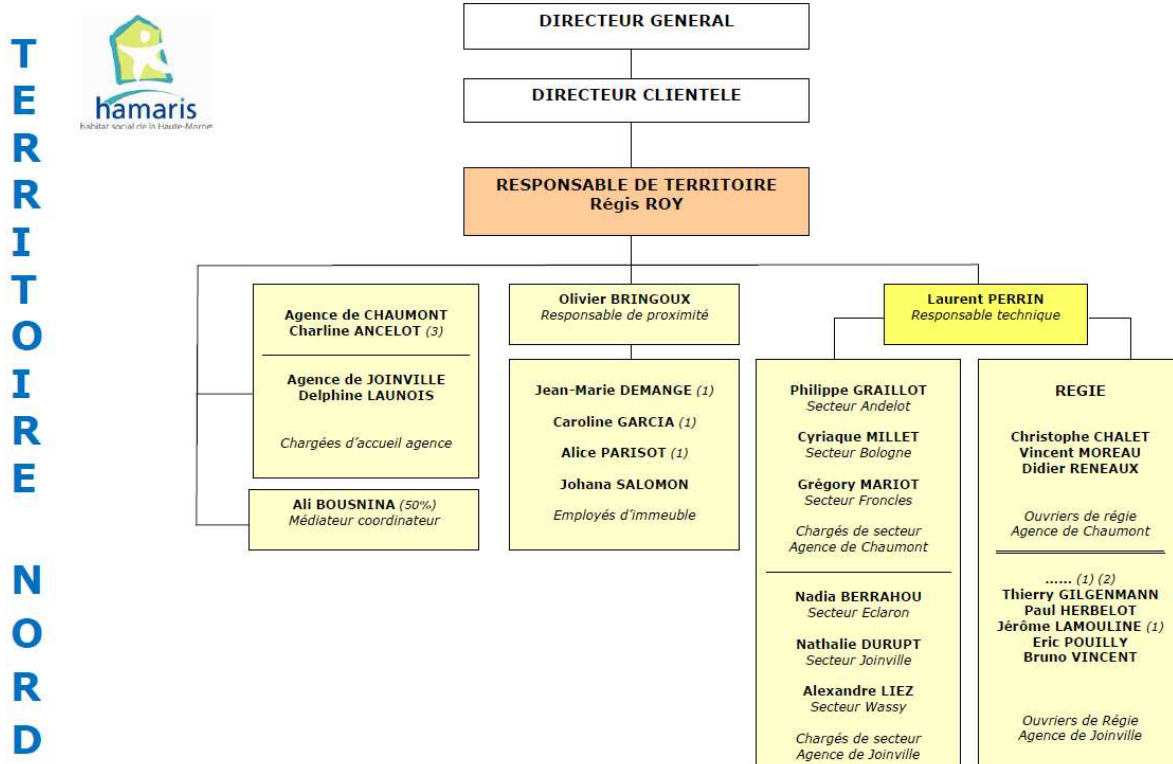 TERRITOIRE NORD
hamaris
habitat social de la Haute-Marne
DIRECTEUR GENERAL
DIRECTEUR CLIENTELE
RESPONSABLE DE TERRITOIRE
Régis ROY
Agence de CHAUMONT
Charline ANCELOT (3)
Agence de JOINVILLE
Delphine LAUNOIS
Chargées d'accueil agence
Ali BOUSNINA (50%)
Médiateur coordinateur
Olivier BRINGOUX
Responsable de proximité
Jean-Marie DEMANGE (1)
Caroline GARCIA (1)
Alice PARISOT (1)
Johana SALOMON
Employés d'immeuble
Laurent PERRIN
Responsable technique
Philippe GRAILLOT
Secteur Andelot
Cyriaque MILLET
Secteur Bologne
Grégory MARIOT
Secteur Froncles
Chargés de secteur
Agence de Chaumont
Nadia BERRAHOU
Secteur Eclaron
Nathalie DURUPT
Secteur Joinville
Alexandre LIEZ
Secteur Wassy
Chargés de secteur
Agence de Joinville
REGIE
Christophe CHALET
Vincent MOREAU
Didier RENEAUX
Ouvriers de régie
Agence de Chaumont
...... (1) (2)
Thierry GILGENMANN
Paul HERBELOT
Jérôme LAMOULINE (1)
Eric POUILLY
Bruno VINCENT
Ouvriers de Régie
Agence de Joinville